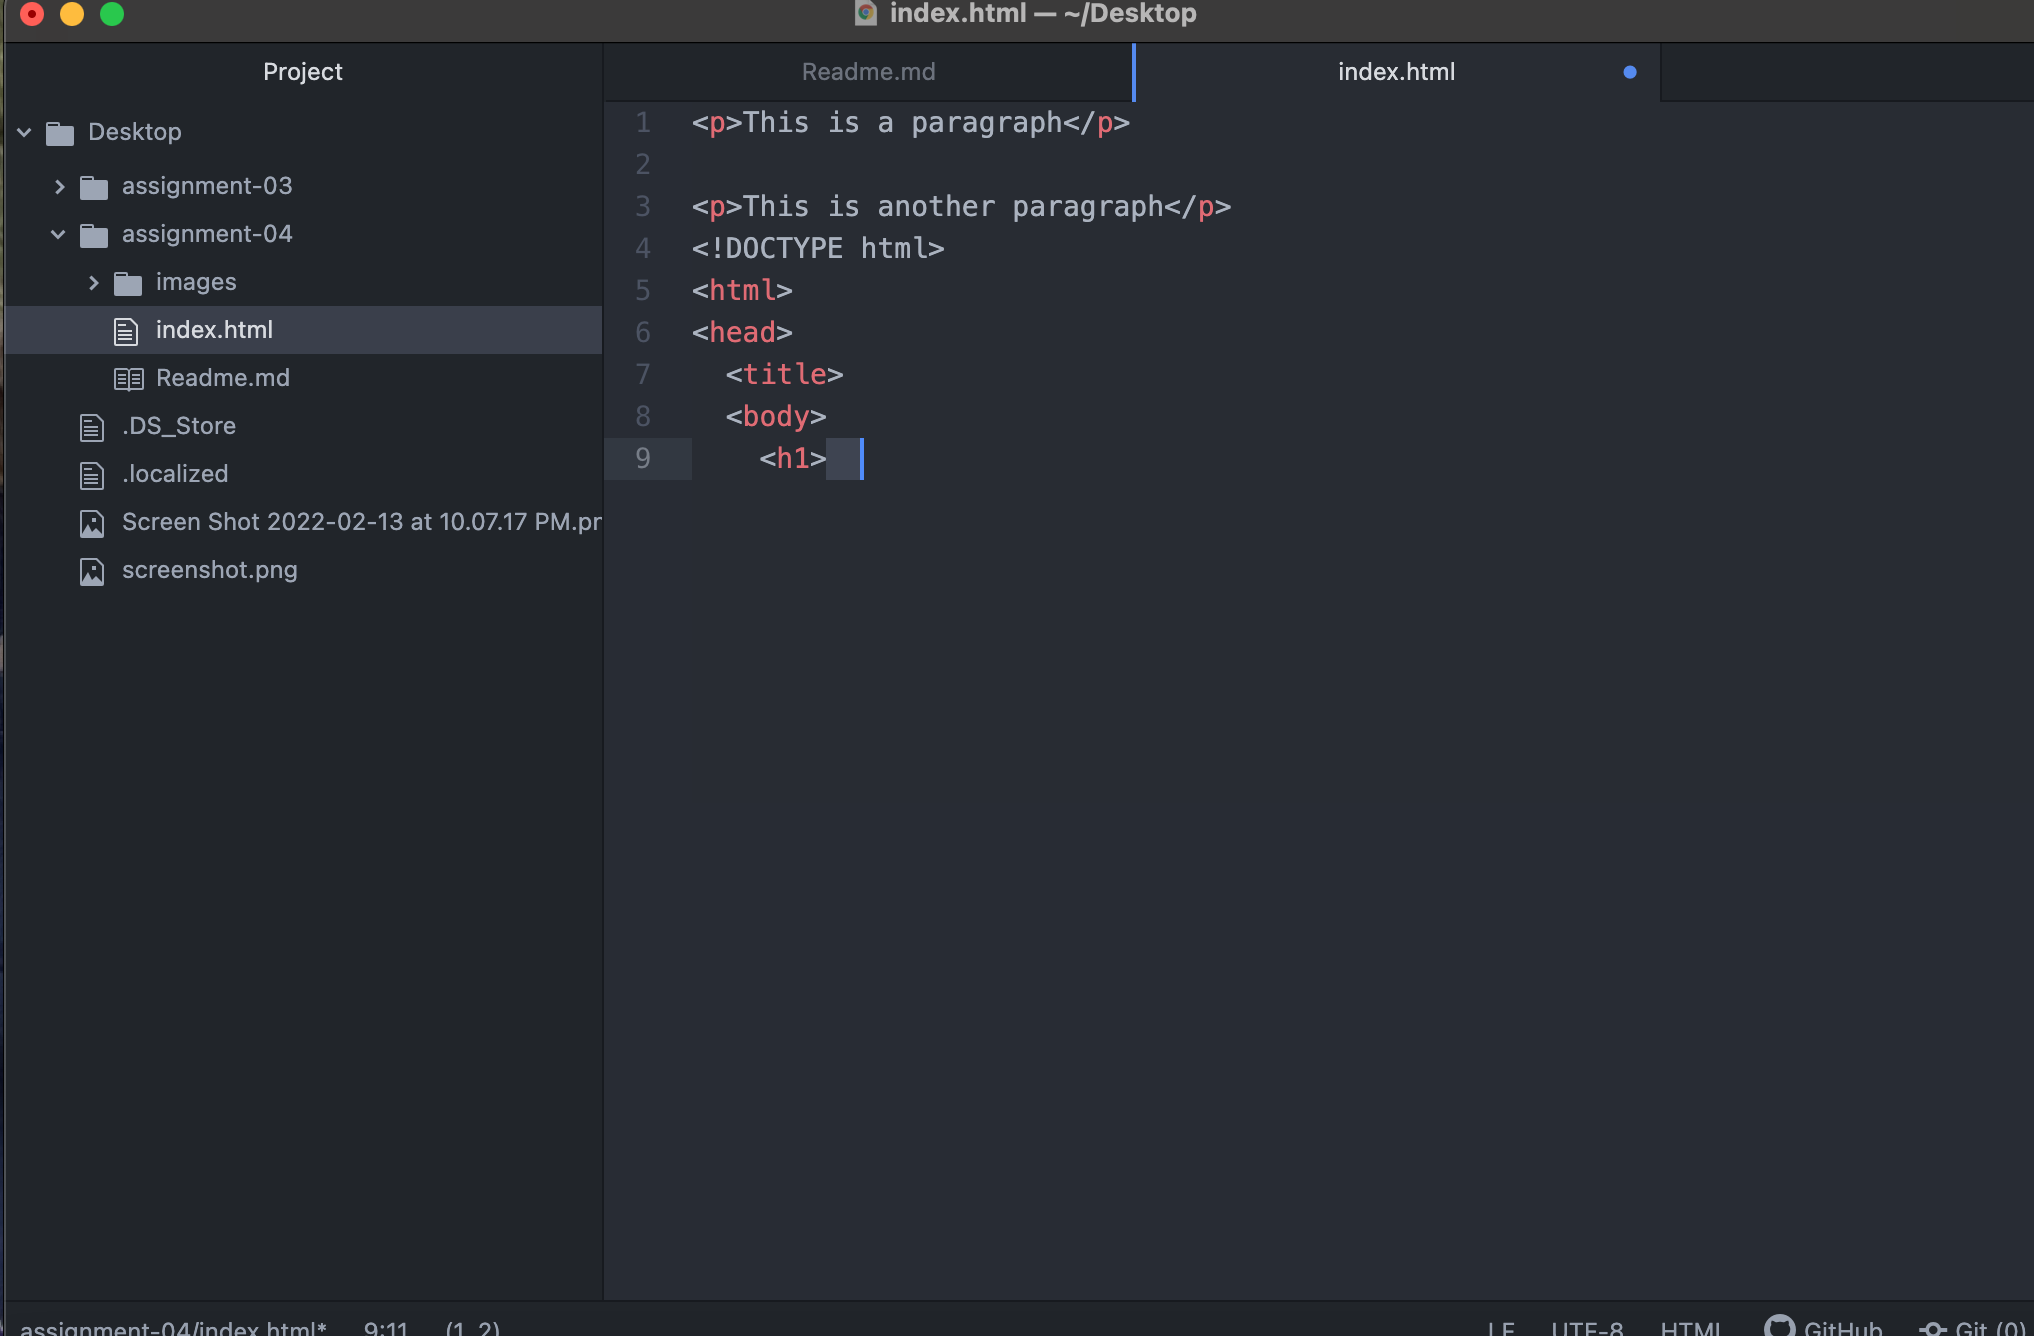 index.html — ~/Desktop
Project
Readme.md
index.html
Desktop
assignment-03
assignment-04
images
index.html
Readme.md
.DS_Store
.localized
Screen Shot 2022-02-13 at 10.07.17 PM.pn
screenshot.png
1 <p>This is a paragraph</p>
2
3 <p>This is another paragraph</p>
4 <!DOCTYPE html>
5 <html>
6 <head>
7 <title>
8 <body>
9 <h1>
assignment-04/index.html* 9:11 (1, 2)
LF UTF-8 HTML GitHub Git (0)